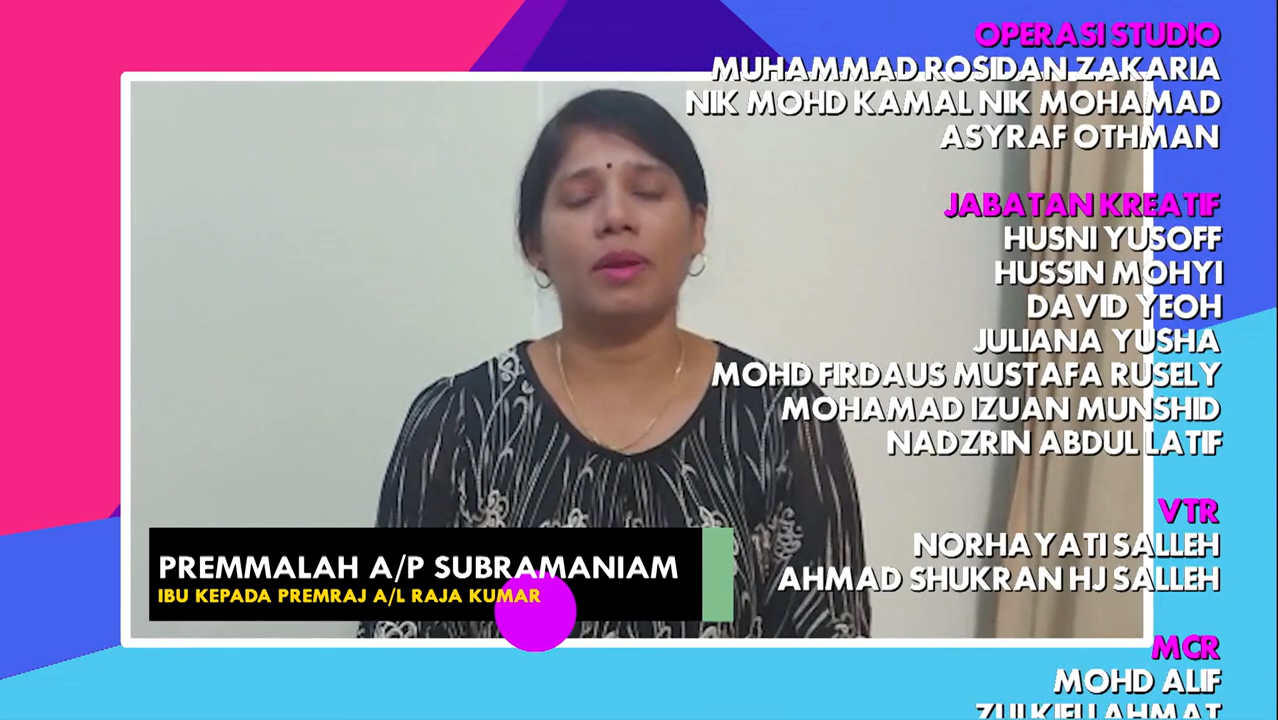 OPERASI STUDIO
MUHAMMAD ROSIDAN ZAKARIA
NIK MOHD KAMAL NIK MOHAMAD
ASYRAF OTHMAN
JABATAN KREATIF
HUSNI YUSOFF
HUSSIN MOHYI
DAVID YEOH
JULIANA YUSHA
MOHD FIRDAUS MUSTAFA RUSELY
MOHAMAD IZUAN MUNSHID
NADZRIN ABDUL LATIF
VTR
NORHAYATI SALLEH
AHMAD SHUKRAN HJ SALLEH
MCR
MOHD ALIF
PREMMALAH A/P SUBRAMANIAM
IBU KEPADA PREMRAJ A/L RAJA KUMAR